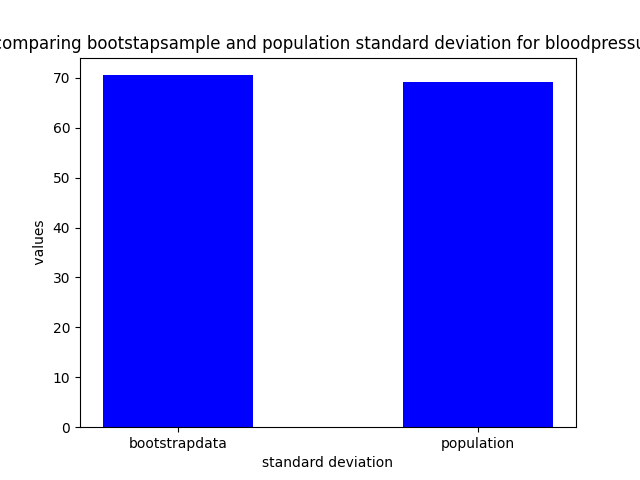 comparing bootstapsample and population standard deviation for bloodpressu
70
60
50
40
30
20
10
0
values
bootstrapdata population
standard deviation